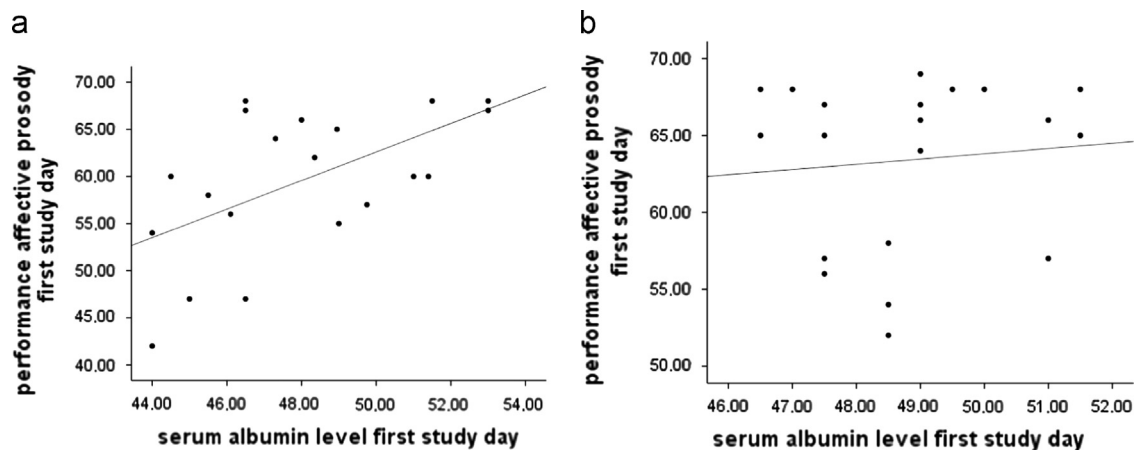 a
performance affective prosody
first study day
70.00
65.00
60.00
55.00
50.00
45.00
40.00
44.00 46.00 48.00 50.00 52.00 54.00
serum albumin level first study day
b
performance affective prosody
first study day
70.00
65.00
60.00
55.00
50.00
46.00 47.00 48.00 49.00 50.00 51.00 52.00
serum albumin level first study day